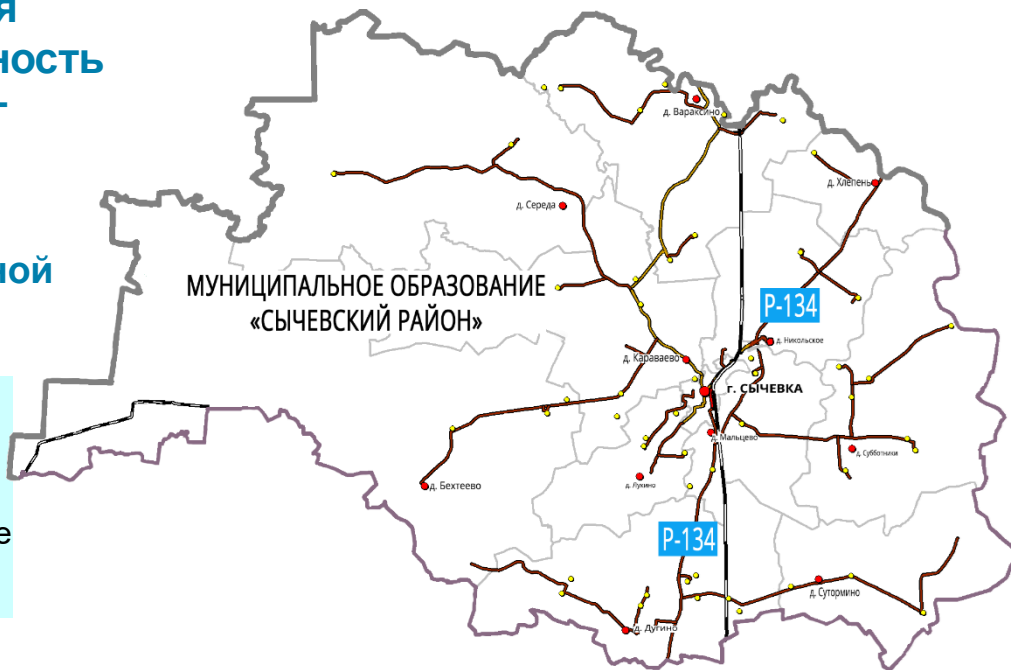 я
ность
-
ной
е
д. Вараксино
д. Хлепень
д. Середа
МУНИЦИПАЛЬНОЕ ОБРАЗОВАНИЕ
«СЫЧЕВСКИЙ РАЙОН»
Р-134
д. Никольское
д. Караваево
г. СЫЧЕВКА
д. Мальцево
д. Субботники
д. Лукино
д. Бехтеево
Р-134
д. Сутормино
д. Дугино